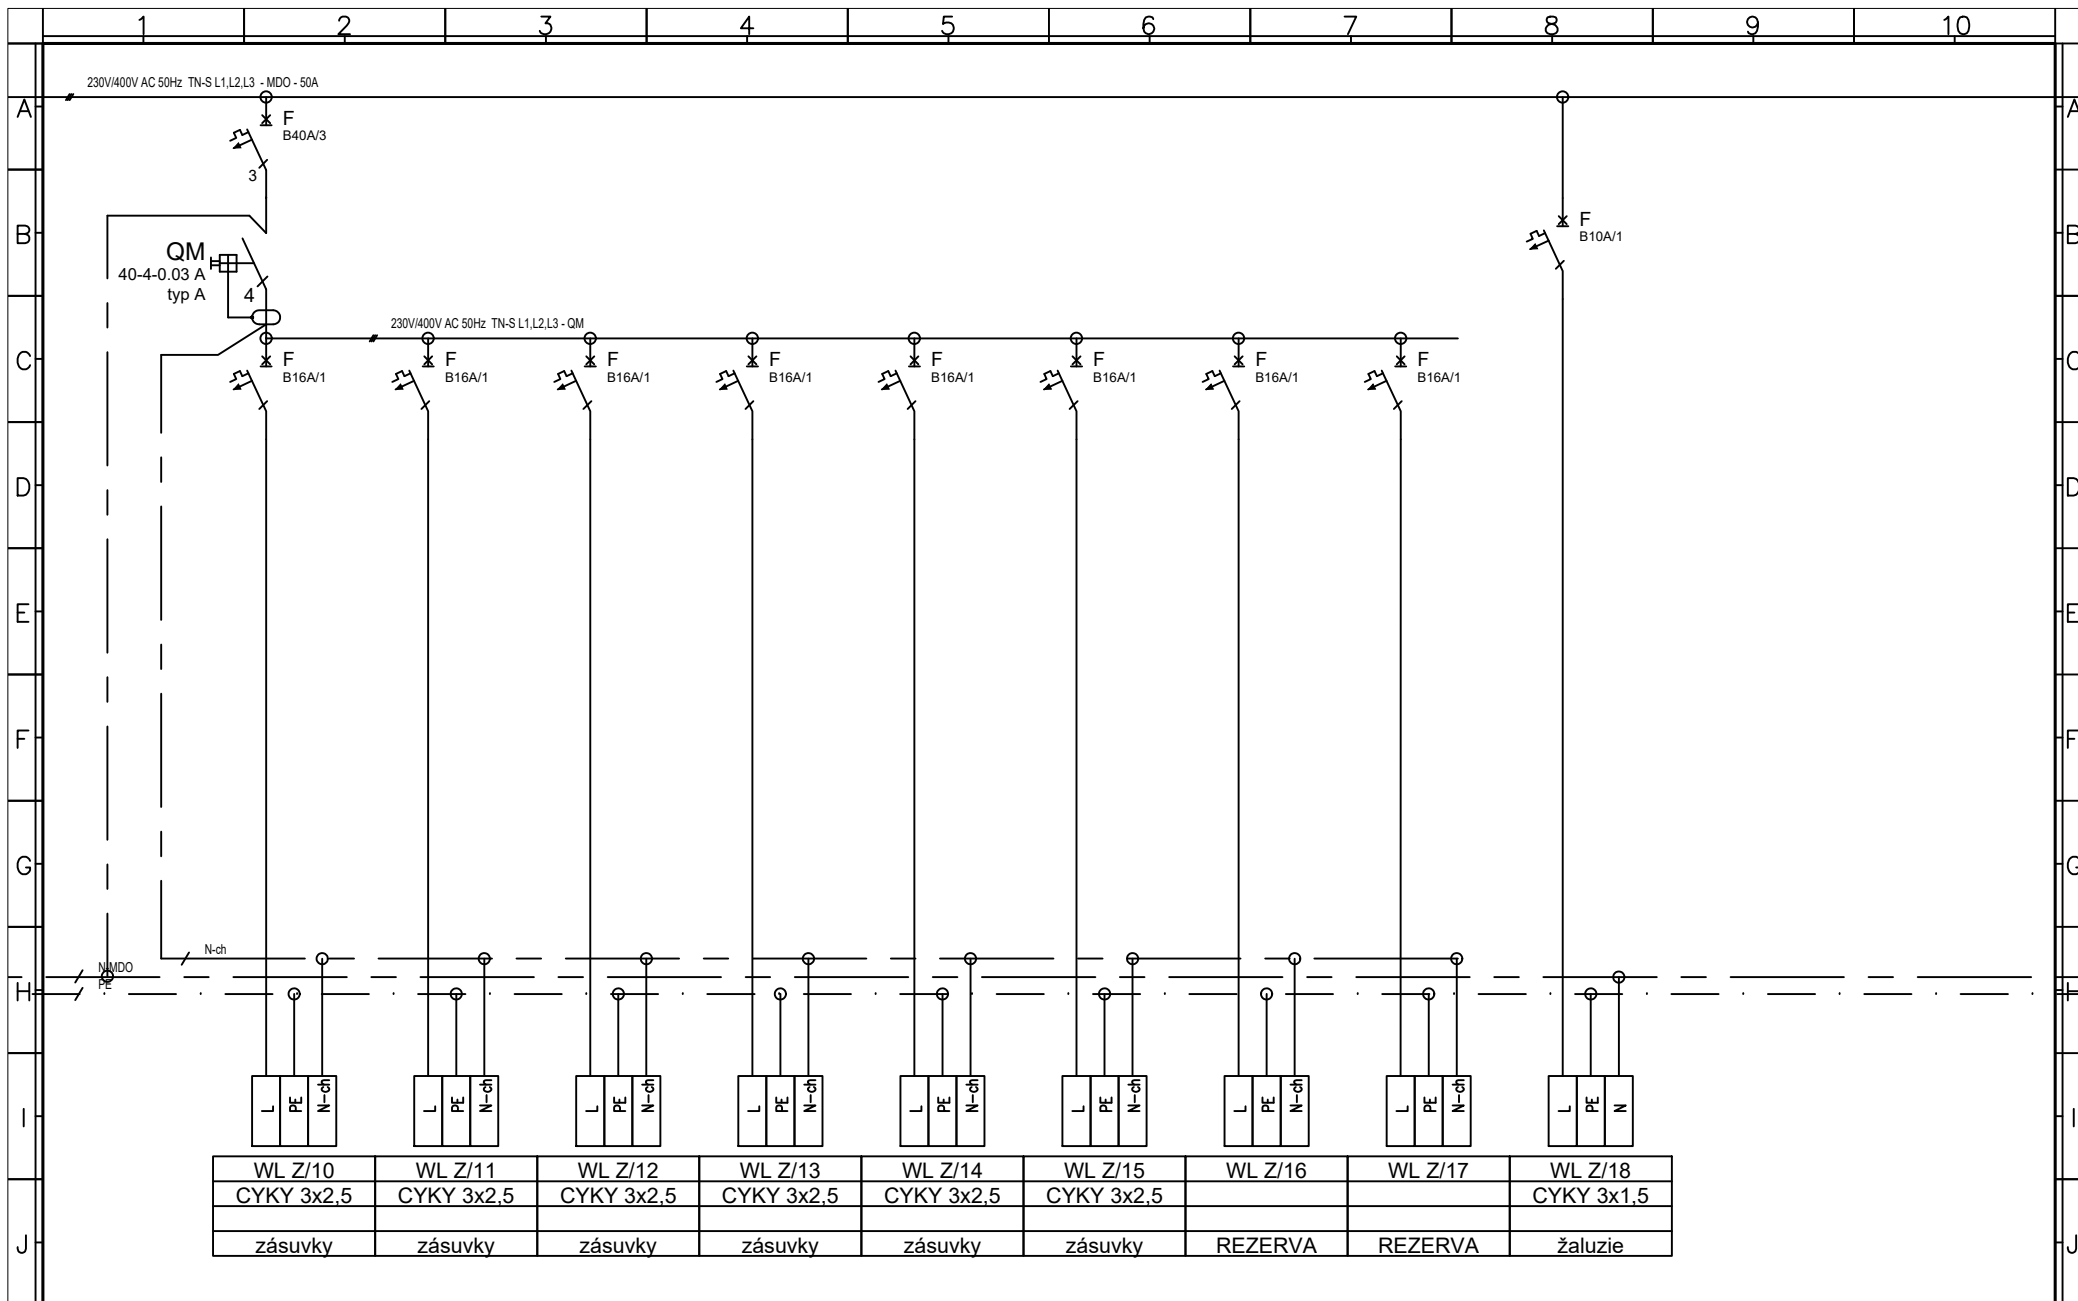 1 2 3 4 5 6 7 8 9 10
230V/400V AC 50Hz TN-S L1,L2,L3 - MDO - 50A
A A
F
B40A/3
3
B B
F
B10A/1
QM
40-4-0.03 A
typ A
4
230V/400V AC 50Hz TN-S L1,L2,L3 - QM
C C
F F F F F F F F
B16A/1 B16A/1 B16A/1 B16A/1 B16A/1 B16A/1 B16A/1 B16A/1
D D
E E
F F
G G
N-ch
N-MDO
PE
H H
L PE N-ch L PE N-ch L PE N-ch L PE N-ch L PE N-ch L PE N-ch L PE N-ch L PE N-ch L PE N
I I
WL Z/10 WL Z/11 WL Z/12 WL Z/13 WL Z/14 WL Z/15 WL Z/16 WL Z/17 WL Z/18
CYKY 3x2,5 CYKY 3x2,5 CYKY 3x2,5 CYKY 3x2,5 CYKY 3x2,5 CYKY 3x2,5 CYKY 3x1,5
J J
zásuvky zásuvky zásuvky zásuvky zásuvky zásuvky REZERVA REZERVA žaluzie